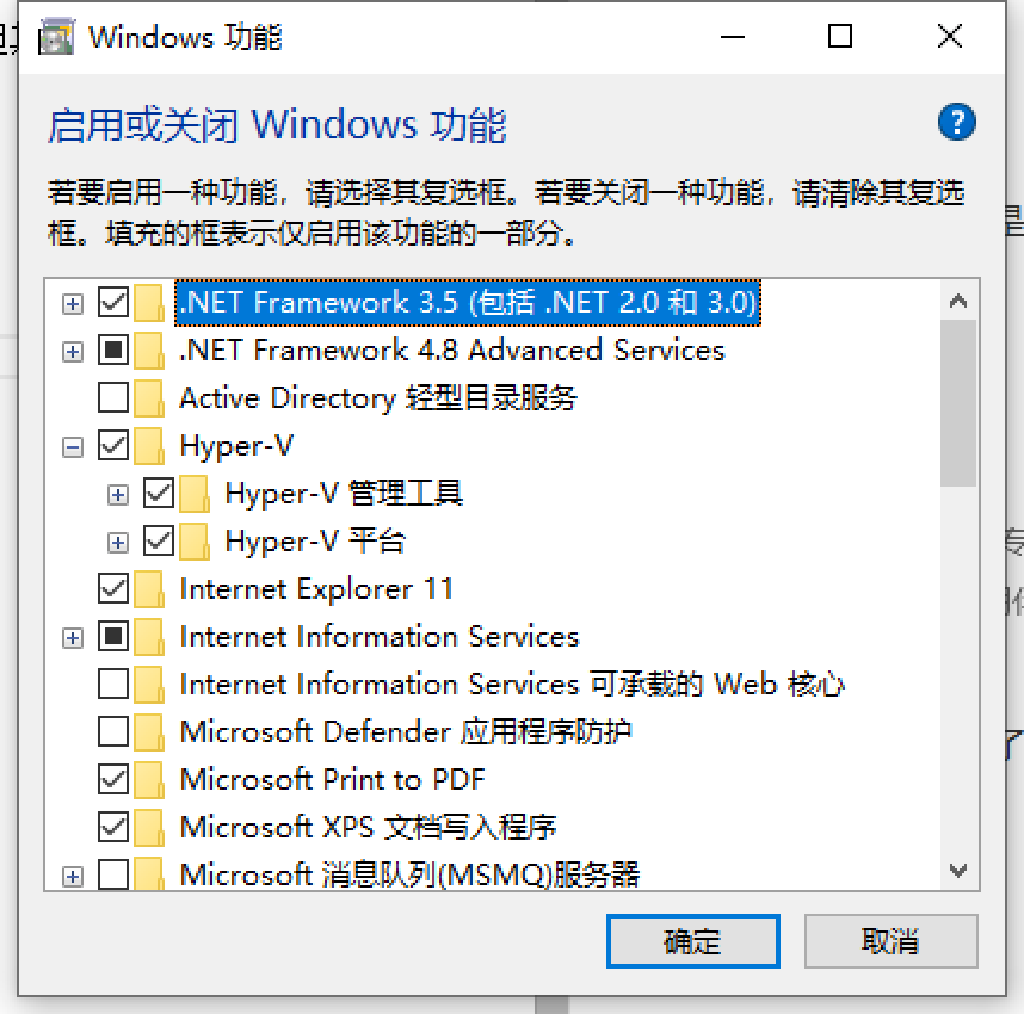 Windows 功能
启用或关闭 Windows 功能
若要启用一种功能，请选择其复选框。若要关闭一种功能，请清除其复选
框。填充的框表示仅启用该功能的一部分。
.NET Framework 3.5 (包括 .NET 2.0 和 3.0)
.NET Framework 4.8 Advanced Services
Active Directory 轻型目录服务
Hyper-V
Hyper-V 管理工具
Hyper-V 平台
Internet Explorer 11
Internet Information Services
Internet Information Services 可承载的 Web 核心
Microsoft Defender 应用程序防护
Microsoft Print to PDF
Microsoft XPS 文档写入程序
Microsoft 消息队列(MSMQ)服务器
确定 取消